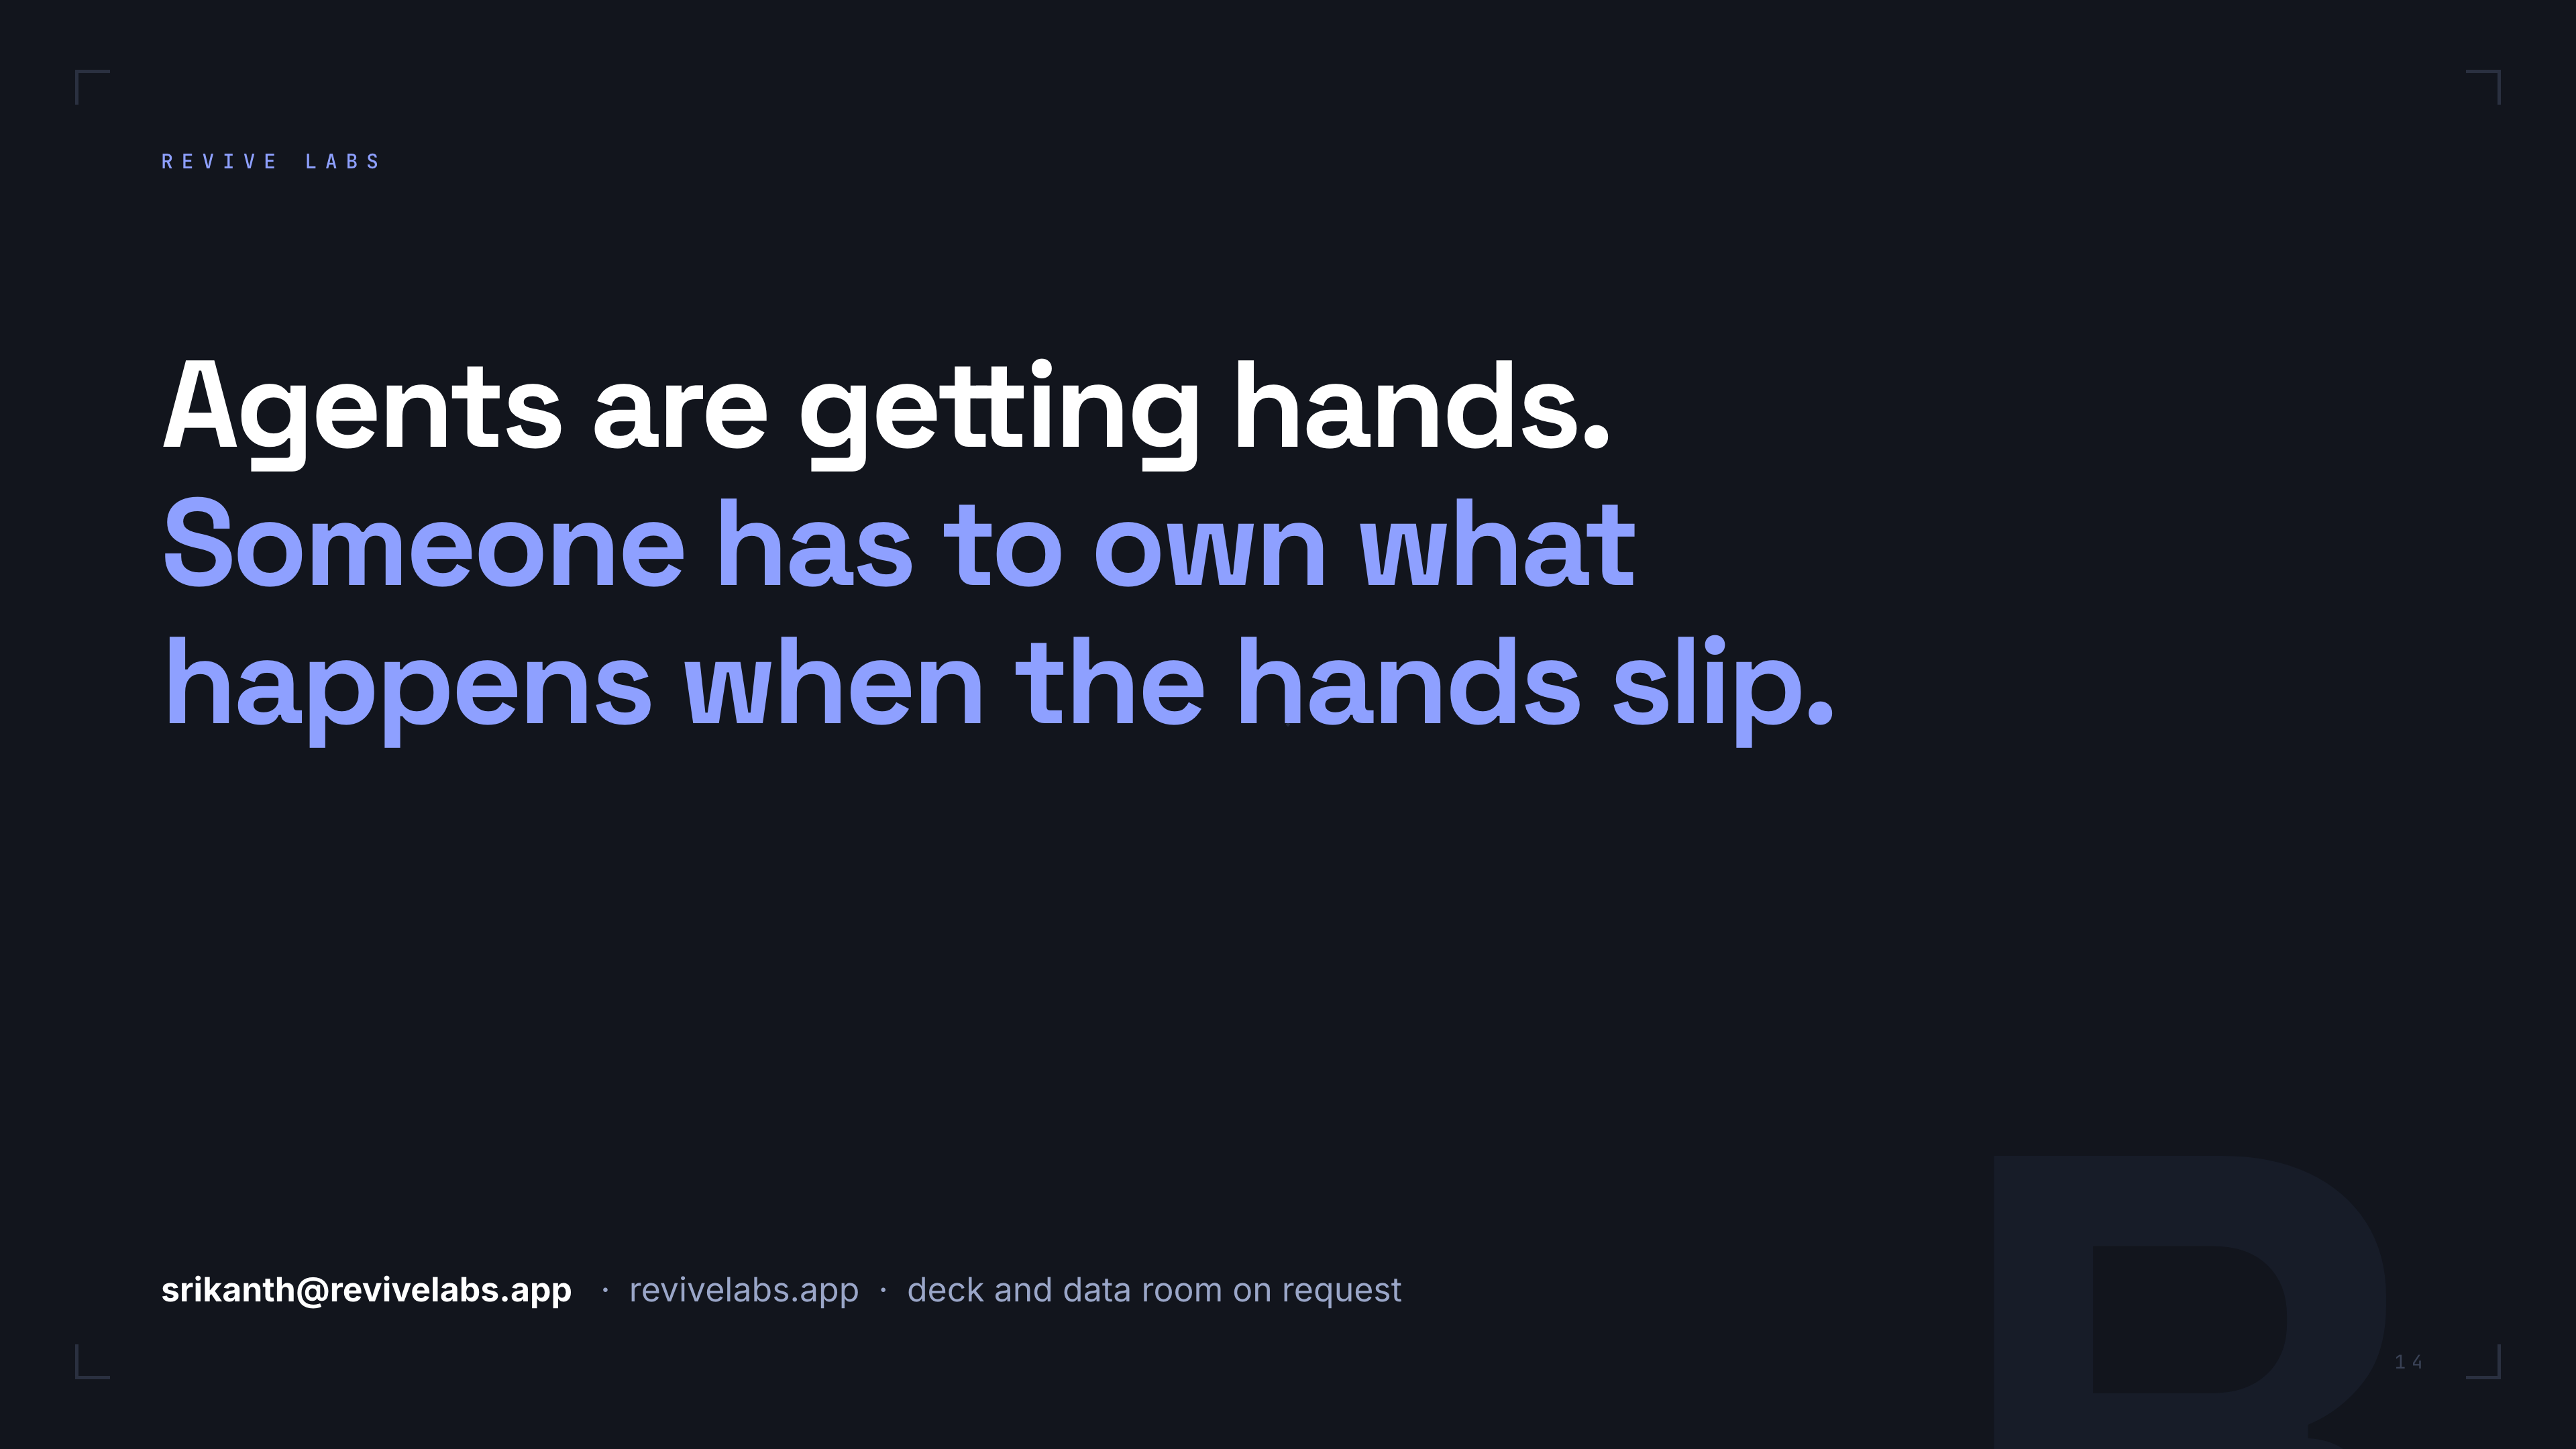 REVIVE LABS
Agents are getting hands.
Someone has to own what
happens when the hands slip.
srikanth@revivelabs.app · revivelabs.app · deck and data room on request
R
14